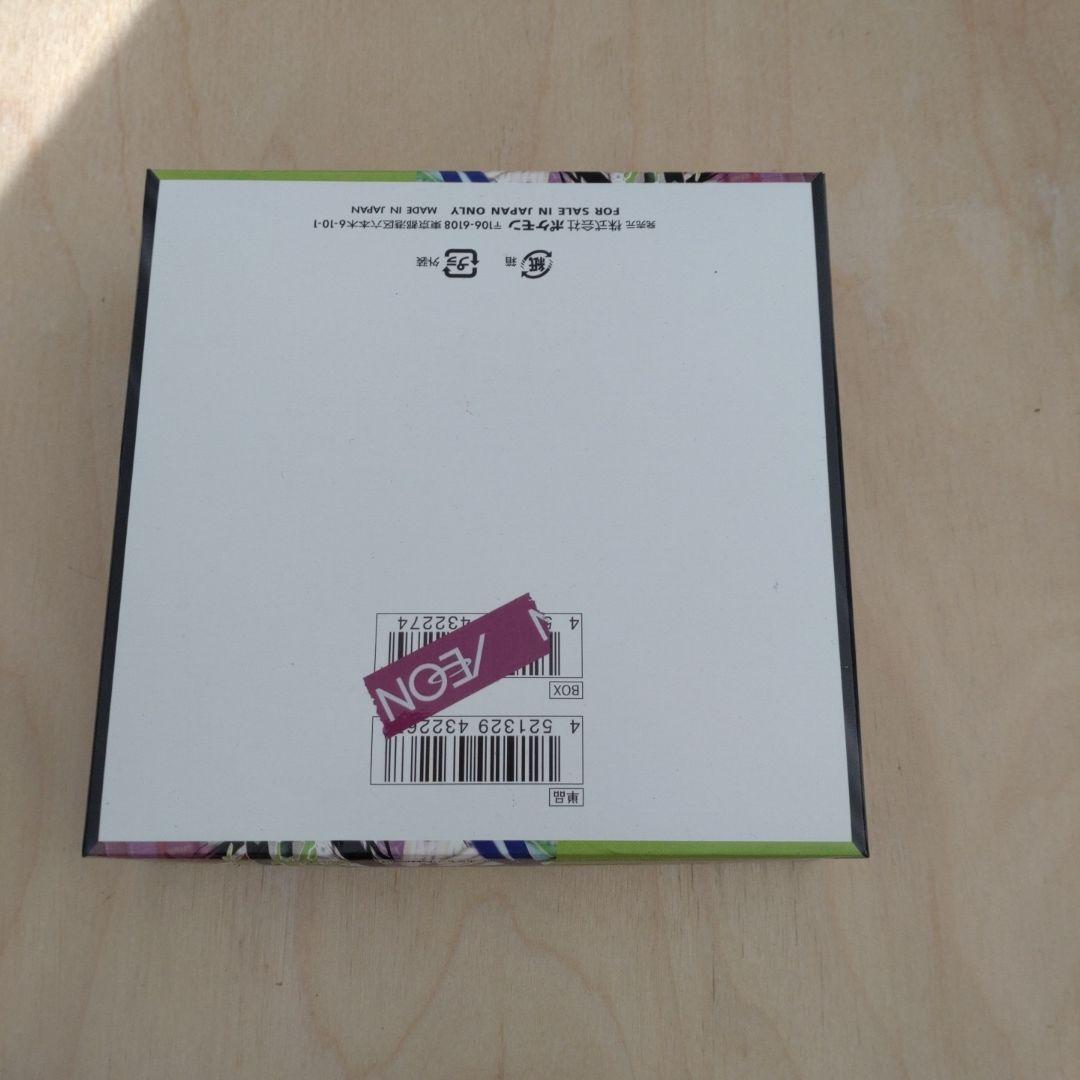 単品
4 521329 43226
BOX
4 5 432274
ÆON
N
箱 紙 外装 プラ
発売元 株式会社 ポケモン 〒106-6108 東京都港区六本木6-10-1
FOR SALE IN JAPAN ONLY MADE IN JAPAN